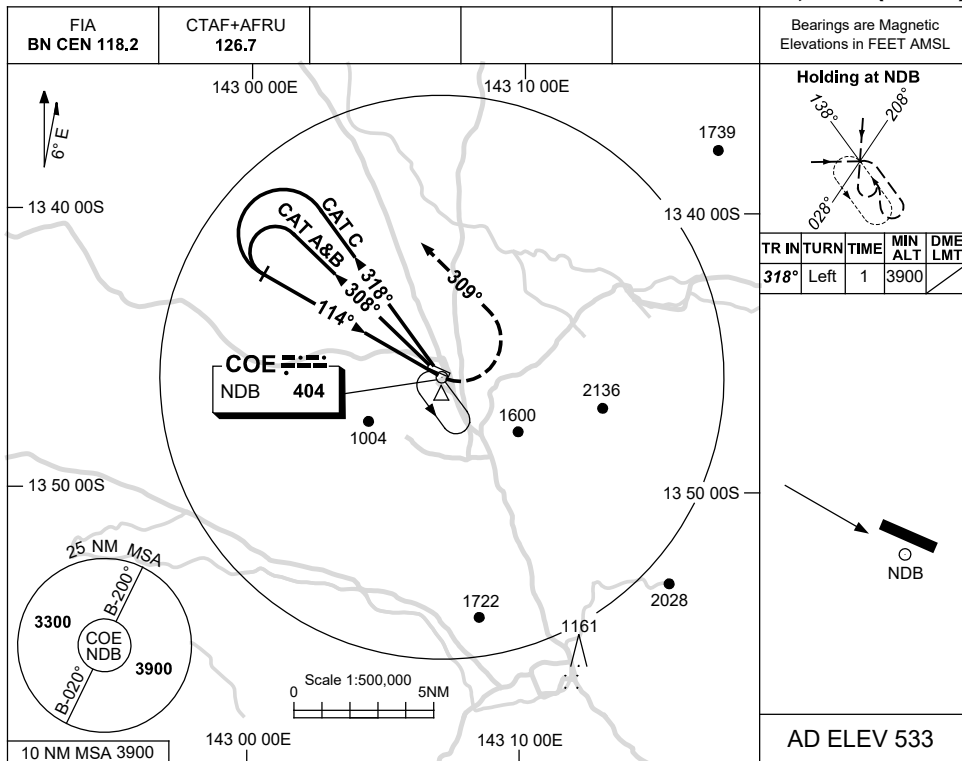 FIA
BN CEN 118.2
CTAF+AFRU
126.7
Bearings are Magnetic
Elevations in FEET AMSL
143 00 00E
143 10 00E
6° E
1739
13 40 00S
13 40 00S
CAT C
CAT A&B
318°
308°
114°
309°
COE
NDB 404
1004
1600
2136
13 50 00S
13 50 00S
25 NM MSA
B-200°
3300
COE
NDB
3900
B-020°
10 NM MSA 3900
1722
2028
1161
Scale 1:500,000
0 5NM
143 00 00E
143 10 00E
Holding at NDB
138°
208°
028°
TR IN TURN TIME MIN ALT DME LMT
318° Left 1 3900
NDB
AD ELEV 533